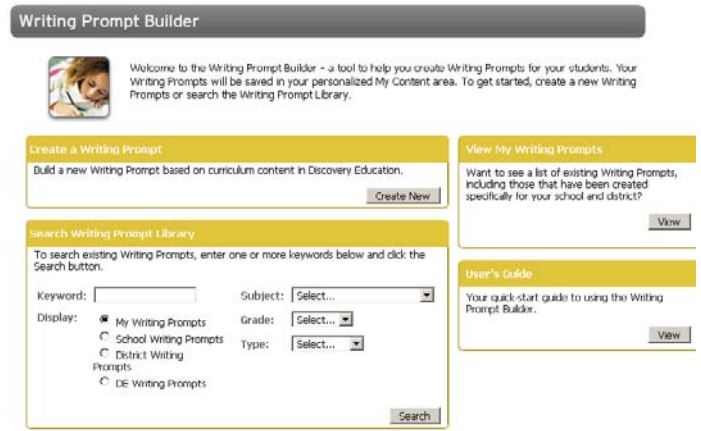 Writing Prompt Builder
Welcome to the Writing Prompt Builder - a tool to help you create Writing Prompts for your students. Your
Writing Prompts will be saved in your personalized My Content area. To get started, create a new Writing
Prompts or search the Writing Prompt Library.
Create a Writing Prompt
Build a new Writing Prompt based on curriculum content in Discovery Education.
Create New
Search Writing Prompt Library
To search existing Writing Prompts, enter one or more keywords below and click the
Search button.
Keyword:
Subject: Select...
Display:
My Writing Prompts
Grade: Select...
School Writing Prompts
Type: Select...
District Writing
Prompts
DE Writing Prompts
Search
View My Writing Prompts
Want to see a list of existing Writing Prompts,
including those that have been created
specifically for your school and district?
View
User's Guide
Your quick-start guide to using the Writing
Prompt Builder.
View